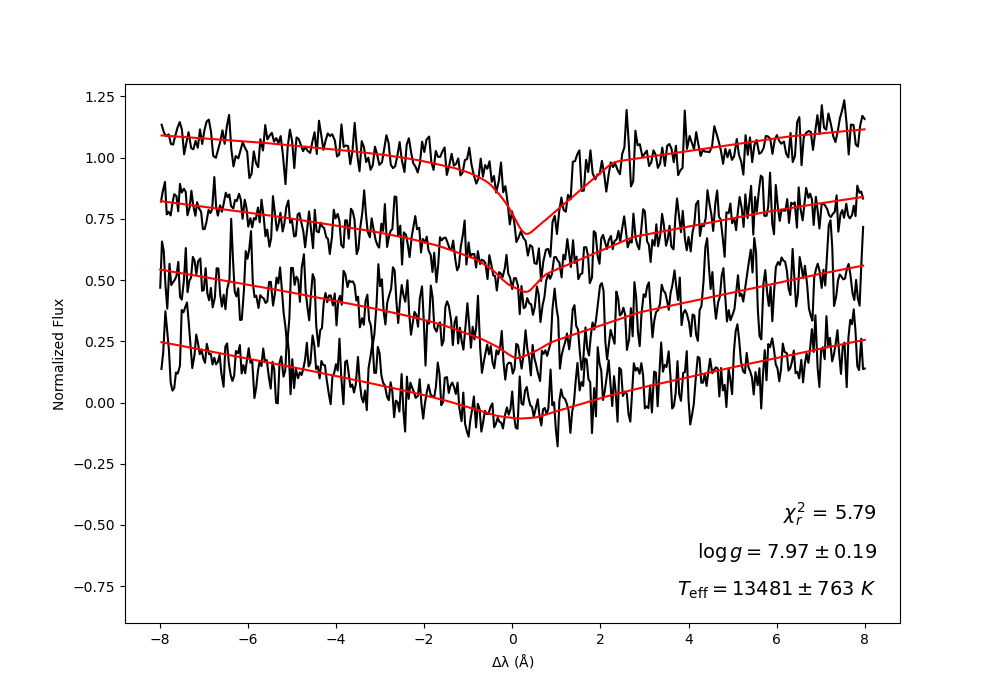 Normalized Flux
1.25
1.00
0.75
0.50
0.25
0.00
−0.25
−0.50
−0.75
χ²ᵣ = 5.79
log g = 7.97 ± 0.19
T_eff = 13481 ± 763 K
−8 −6 −4 −2 0 2 4 6 8
Δλ (Å)